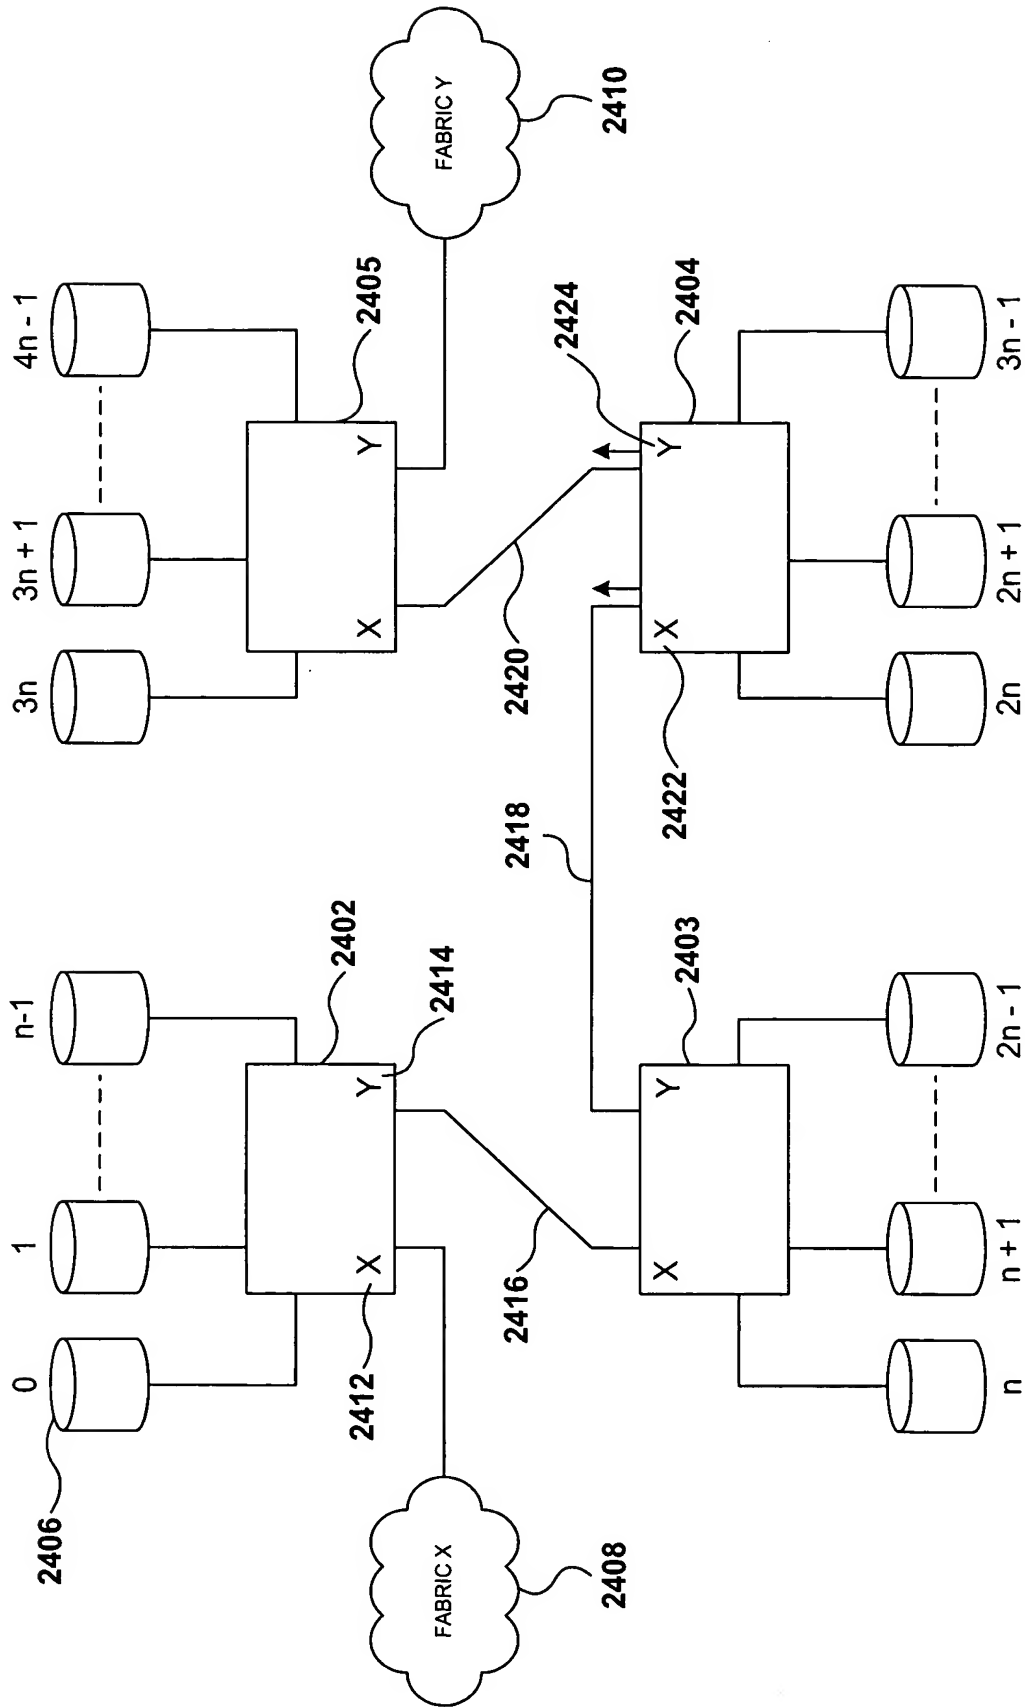 2406
0
1
n-1
3n
3n + 1
4n - 1
2402
2405
X
Y
X
Y
2412
2414
FABRIC X
2408
FABRIC Y
2410
2416
2418
2420
2422
2424
X
Y
X
Y
2403
2404
n
n + 1
2n - 1
2n
2n + 1
3n - 1